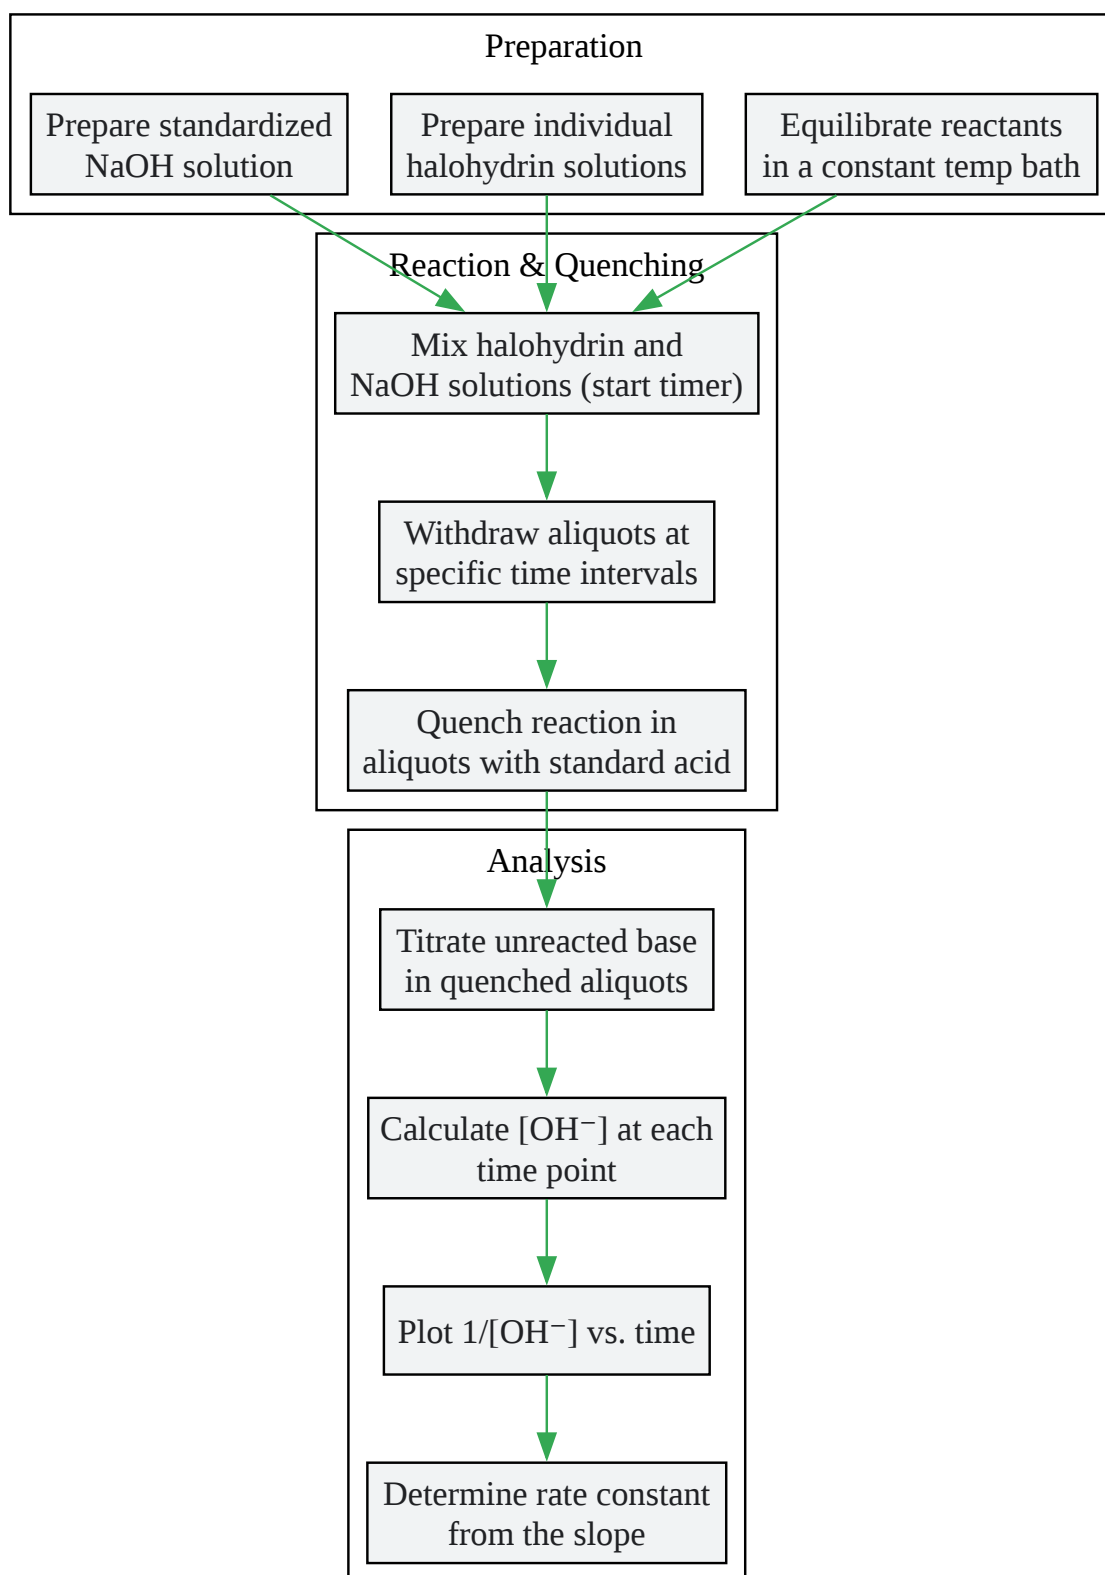 Preparation
Prepare standardized
NaOH solution
Prepare individual
halohydrin solutions
Equilibrate reactants
in a constant temp bath
Reaction & Quenching
Mix halohydrin and
NaOH solutions (start timer)
Withdraw aliquots at
specific time intervals
Quench reaction in
aliquots with standard acid
Analysis
Titrate unreacted base
in quenched aliquots
Calculate [OH⁻] at each
time point
Plot 1/[OH⁻] vs. time
Determine rate constant
from the slope